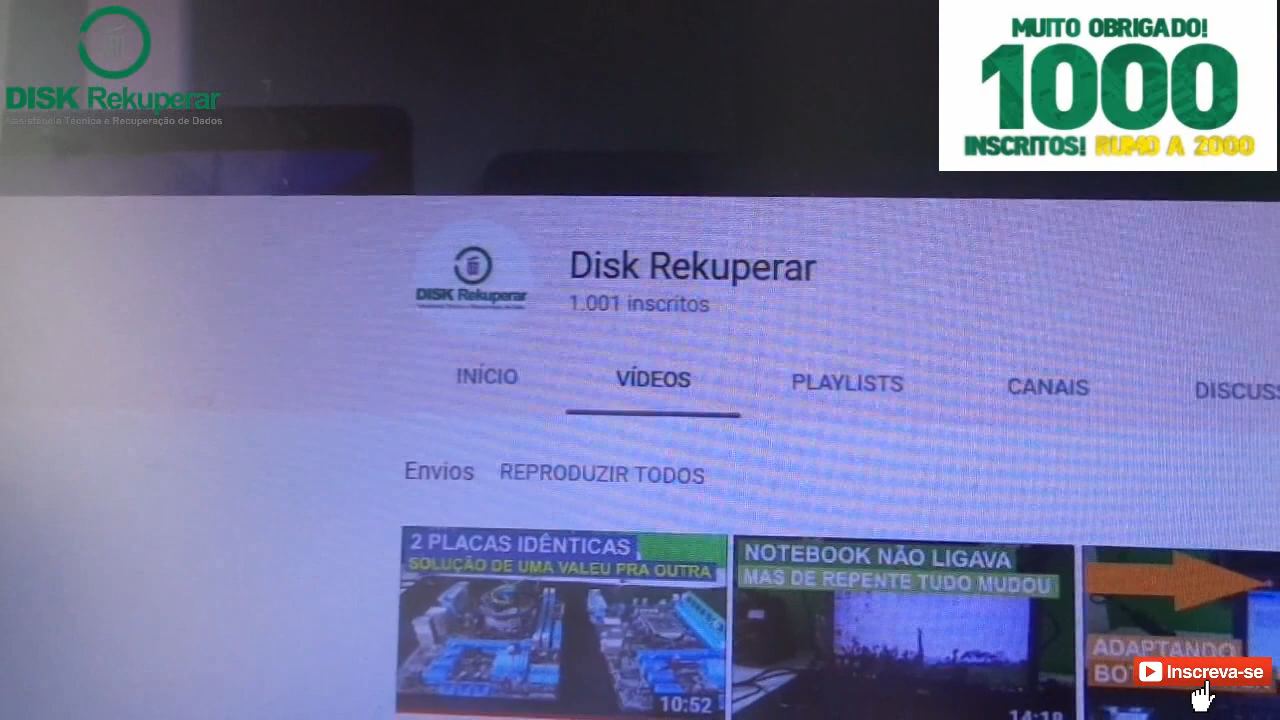 DISK Rekuperar
Assistência Técnica e Recuperação de Dados
MUITO OBRIGADO!
1000
INSCRITOS! RUMO A 2000
Disk Rekuperar
1.001 inscritos
DISK Rekuperar
INÍCIO VÍDEOS PLAYLISTS CANAIS DISCUSS
Envios REPRODUZIR TODOS
2 PLACAS IDÊNTICAS
SOLUÇÃO DE UMA VALEU PRA OUTRA
10:52
NOTEBOOK NÃO LIGAVA
MAS DE REPENTE TUDO MUDOU
14:18
ADAPTANDO
Inscreva-se